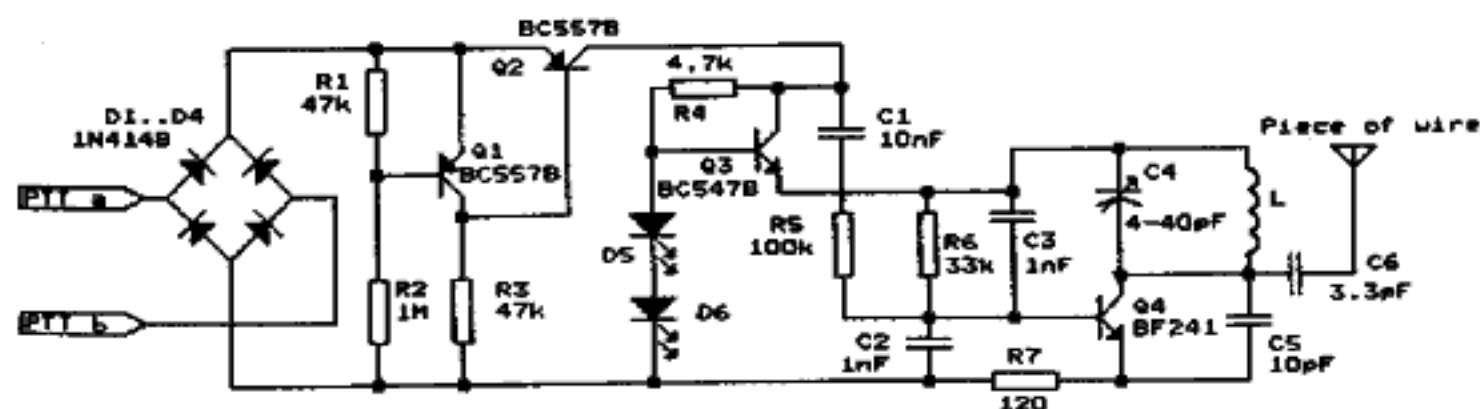 BC557B
Q2
4,7k
R4
R1
47k
D1..D4
1N4148
C1
10nF
Piece of wire
Q1
BC557B
Q3
BC547B
C4
4-40pF
L
PTT a
R5
100k
R6
33k
C3
1nF
D5
C6
3.3pF
R2
1M
R3
47k
D6
Q4
BF241
PTT b
C2
1nF
R7
120
C5
10pF